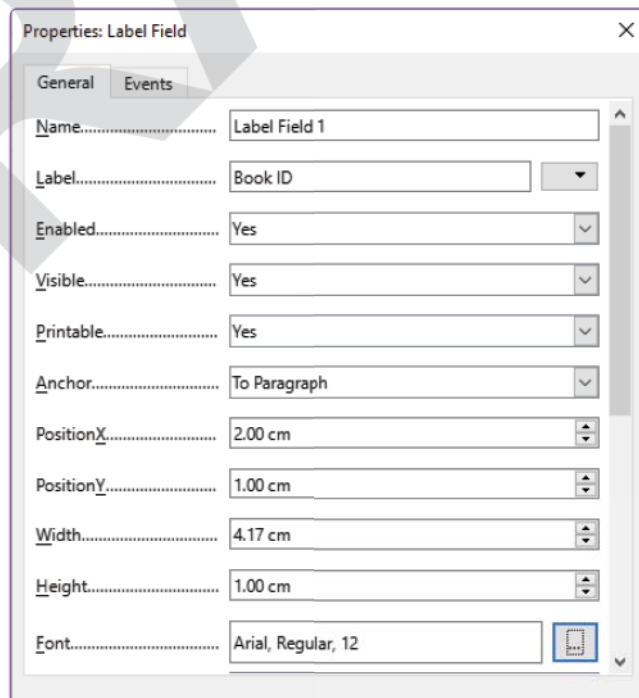 Properties: Label Field
General Events
Name................................ Label Field 1
Label................................ Book ID
Enabled............................ Yes
Visible.............................. Yes
Printable.......................... Yes
Anchor............................. To Paragraph
PositionX.......................... 2.00 cm
PositionY.......................... 1.00 cm
Width................................ 4.17 cm
Height.............................. 1.00 cm
Font................................... Arial, Regular, 12
...